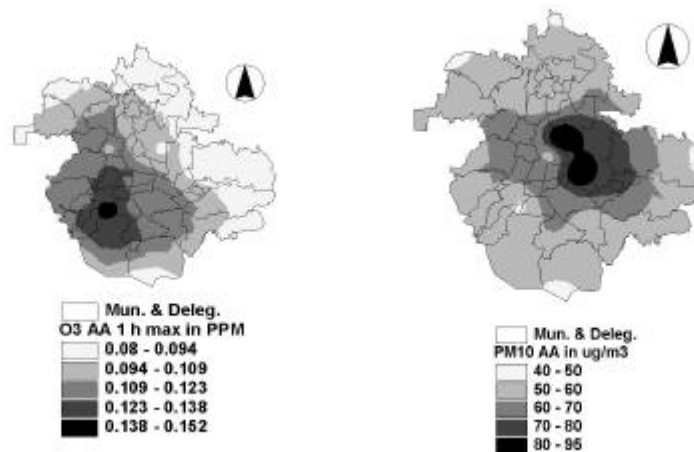 Mun. & Deleg.
O3 AA 1 h max in PPM
0.08 - 0.094
0.094 - 0.109
0.109 - 0.123
0.123 - 0.138
0.138 - 0.152
Mun. & Deleg.
PM10 AA in ug/m3
40 - 50
50 - 60
60 - 70
70 - 80
80 - 95